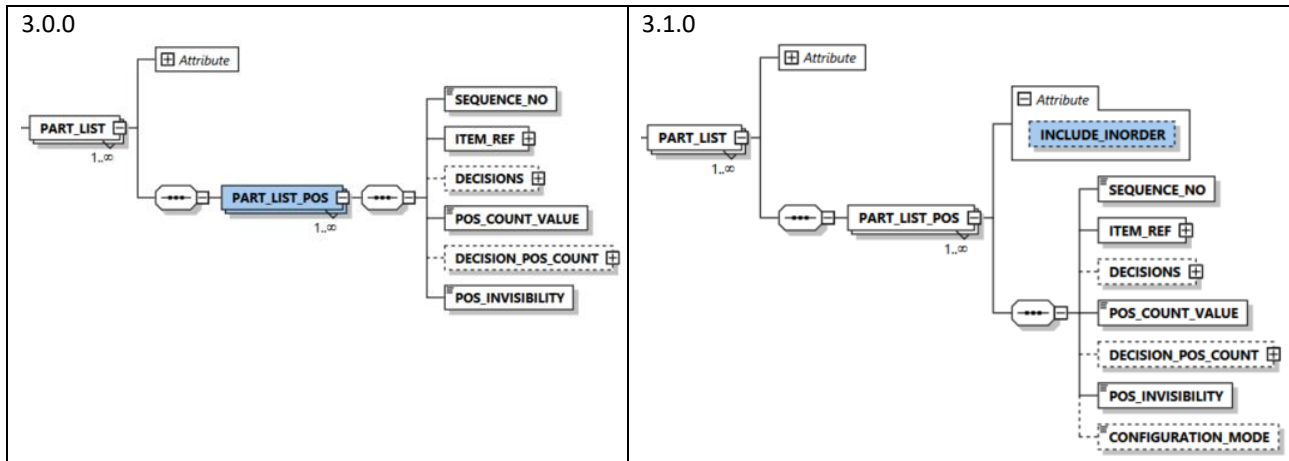 3.0.0
Attribute
PART_LIST
1..∞
PART_LIST_POS
1..∞
SEQUENCE_NO
ITEM_REF
DECISIONS
POS_COUNT_VALUE
DECISION_POS_COUNT
POS_INVISIBILITY
3.1.0
Attribute
PART_LIST
1..∞
Attribute
INCLUDE_INORDER
PART_LIST_POS
1..∞
SEQUENCE_NO
ITEM_REF
DECISIONS
POS_COUNT_VALUE
DECISION_POS_COUNT
POS_INVISIBILITY
CONFIGURATION_MODE